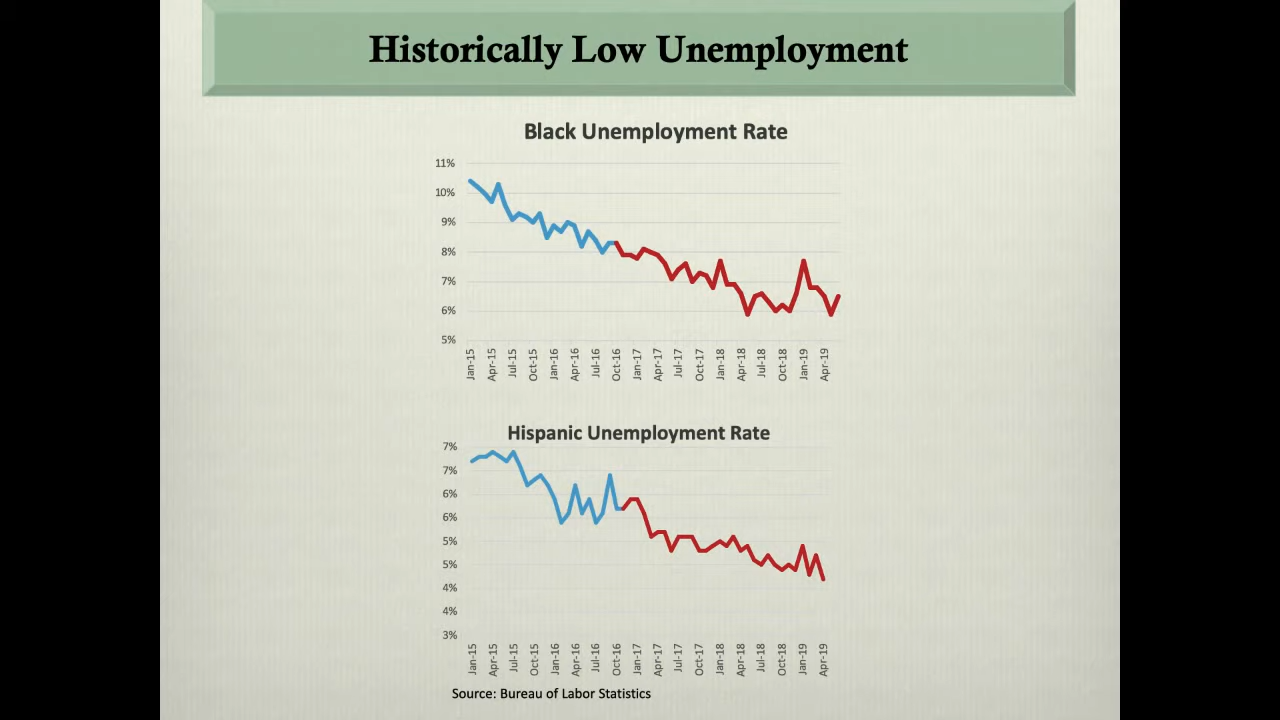 Historically Low Unemployment
Black Unemployment Rate
11%
10%
9%
8%
7%
6%
5%
Jan-15 Apr-15 Jul-15 Oct-15 Jan-16 Apr-16 Jul-16 Oct-16 Jan-17 Apr-17 Jul-17 Oct-17 Jan-18 Apr-18 Jul-18 Oct-18 Jan-19 Apr-19
Hispanic Unemployment Rate
7%
7%
6%
6%
5%
5%
4%
4%
3%
Jan-15 Apr-15 Jul-15 Oct-15 Jan-16 Apr-16 Jul-16 Oct-16 Jan-17 Apr-17 Jul-17 Oct-17 Jan-18 Apr-18 Jul-18 Oct-18 Jan-19 Apr-19
Source: Bureau of Labor Statistics